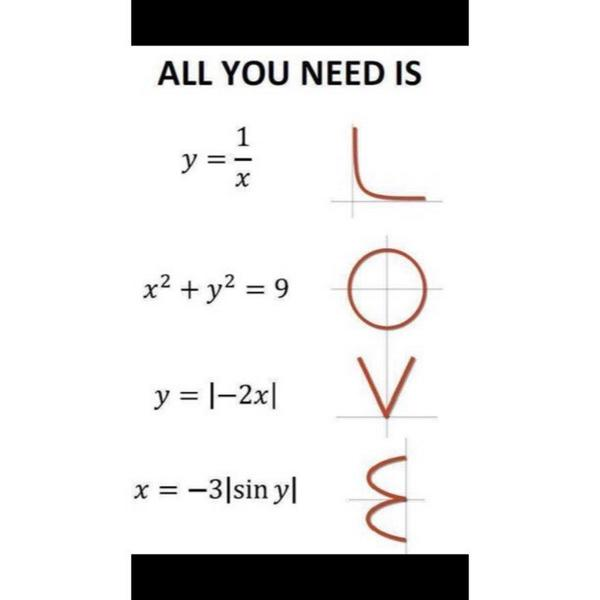 ALL YOU NEED IS
y = 1/x
x² + y² = 9
y = |−2x|
x = −3|sin y|